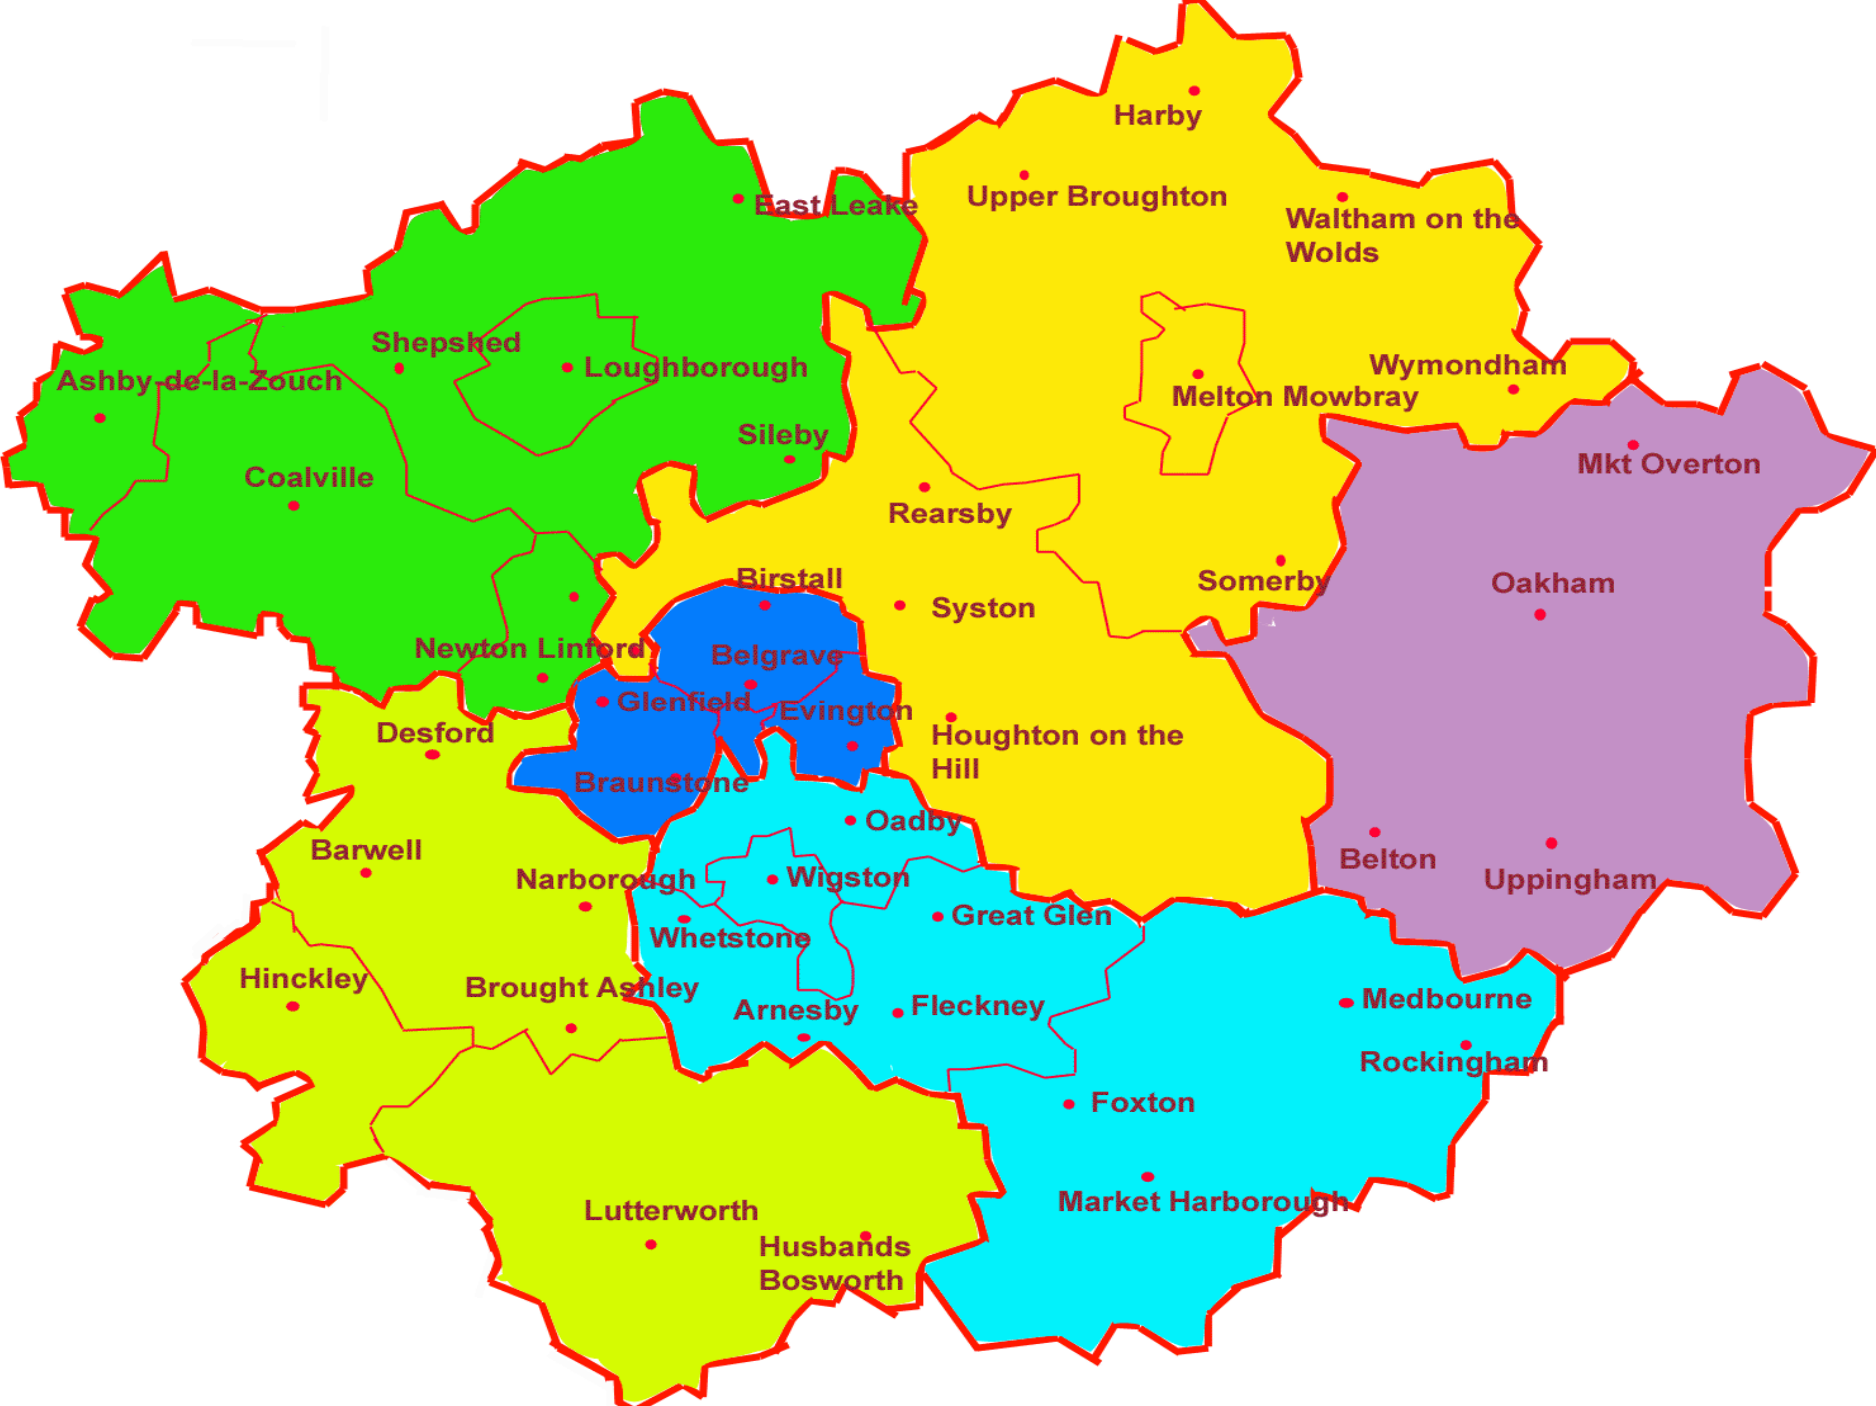 Harby
Upper Broughton
East Leake
Waltham on the
Wolds
Shepshed
Loughborough
Wymondham
Ashby-de-la-Zouch
Melton Mowbray
Sileby
Mkt Overton
Coalville
Rearsby
Birstall
Somerby
Oakham
Syston
Newton Linford
Belgrave
Glenfield
Evington
Desford
Houghton on the
Hill
Braunstone
Oadby
Barwell
Belton
Narborough
Wigston
Uppingham
Great Glen
Whetstone
Hinckley
Brought Ashley
Medbourne
Arnesby
Fleckney
Rockingham
Foxton
Market Harborough
Lutterworth
Husbands
Bosworth